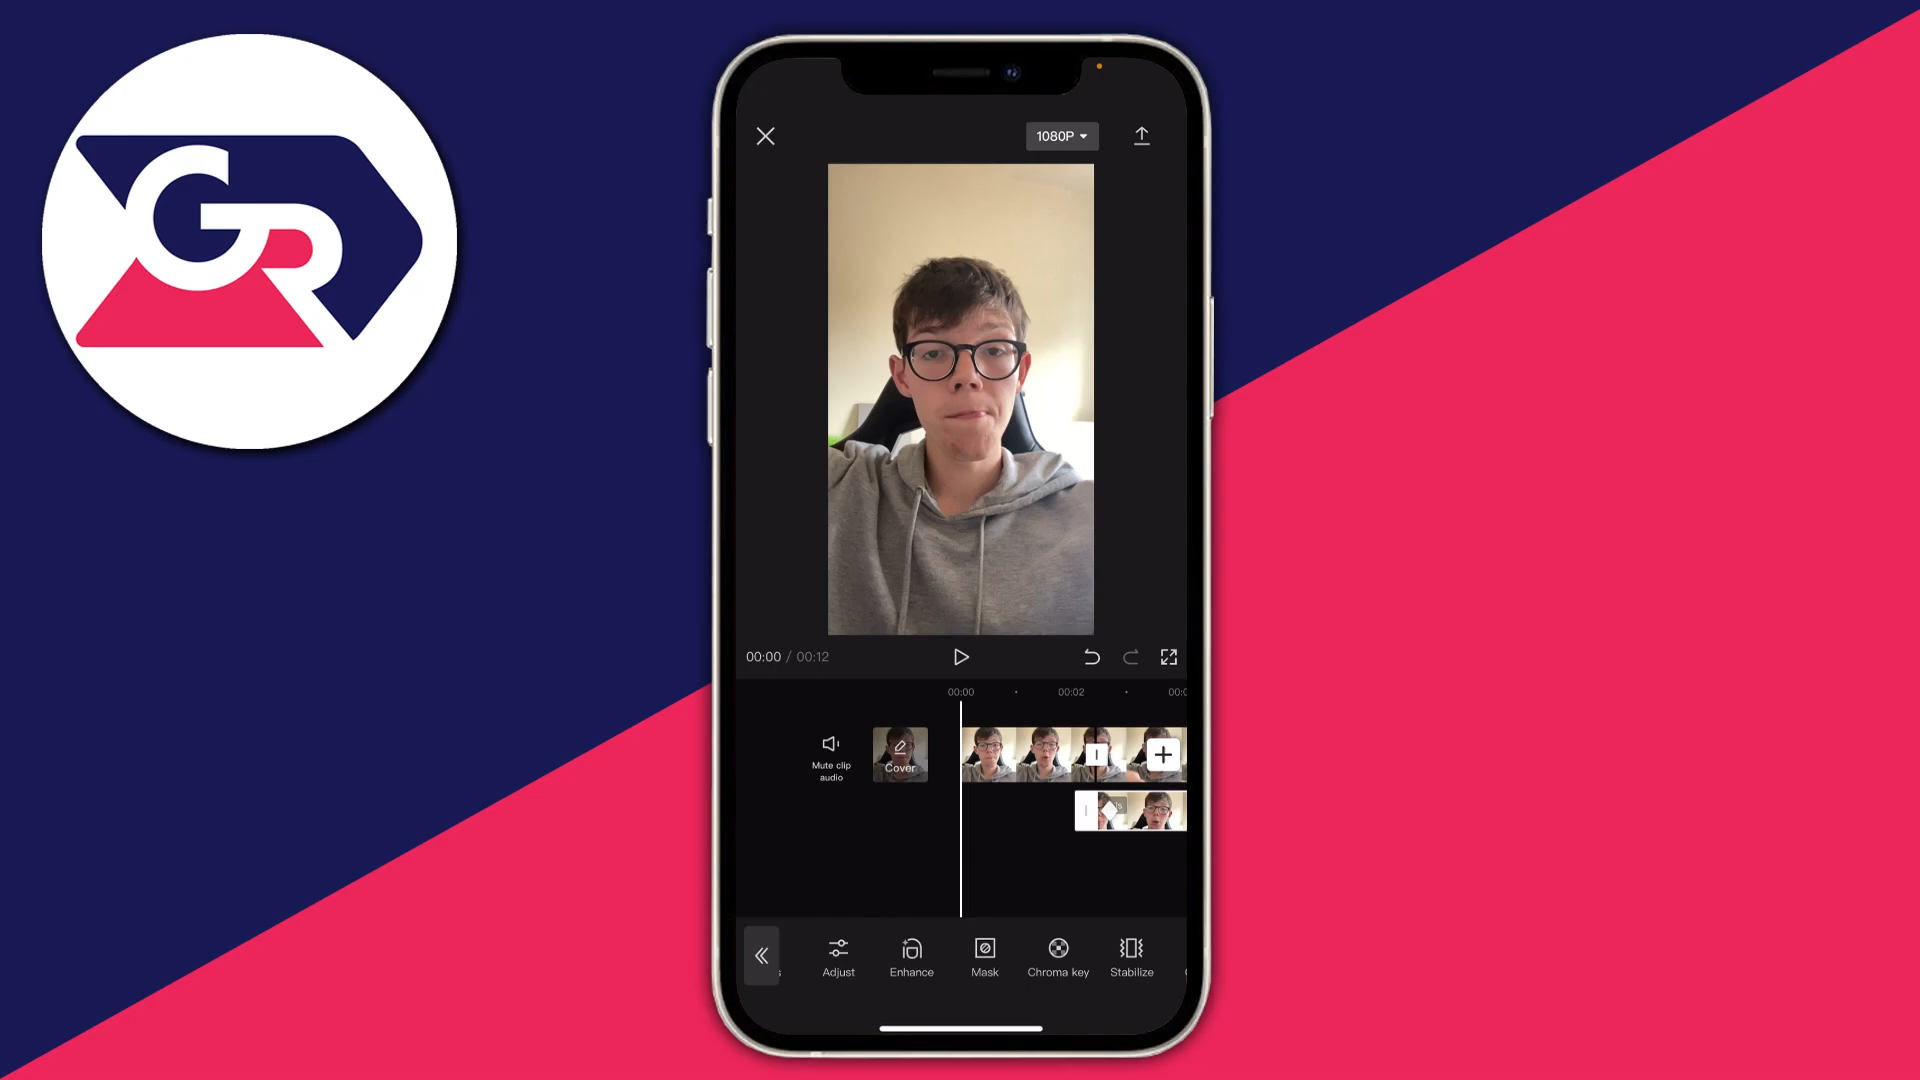 GR
1080P
00:00 / 00:12
00:00
00:02
Mute clip
audio
Cover
Adjust
Enhance
Mask
Chroma key
Stabilize